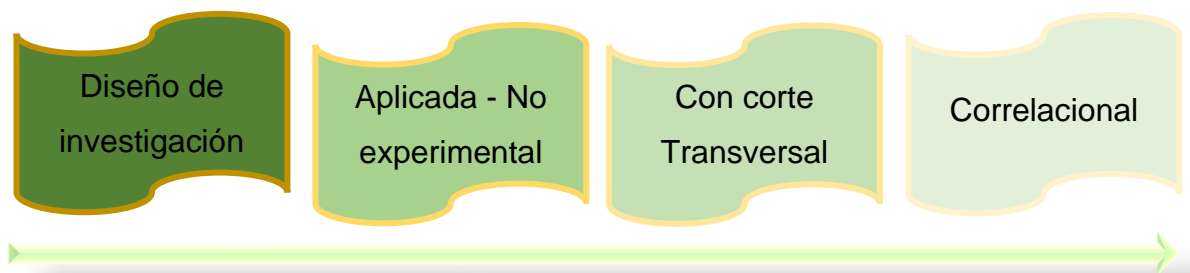 Diseño de
investigación
Aplicada - No
experimental
Con corte
Transversal
Correlacional